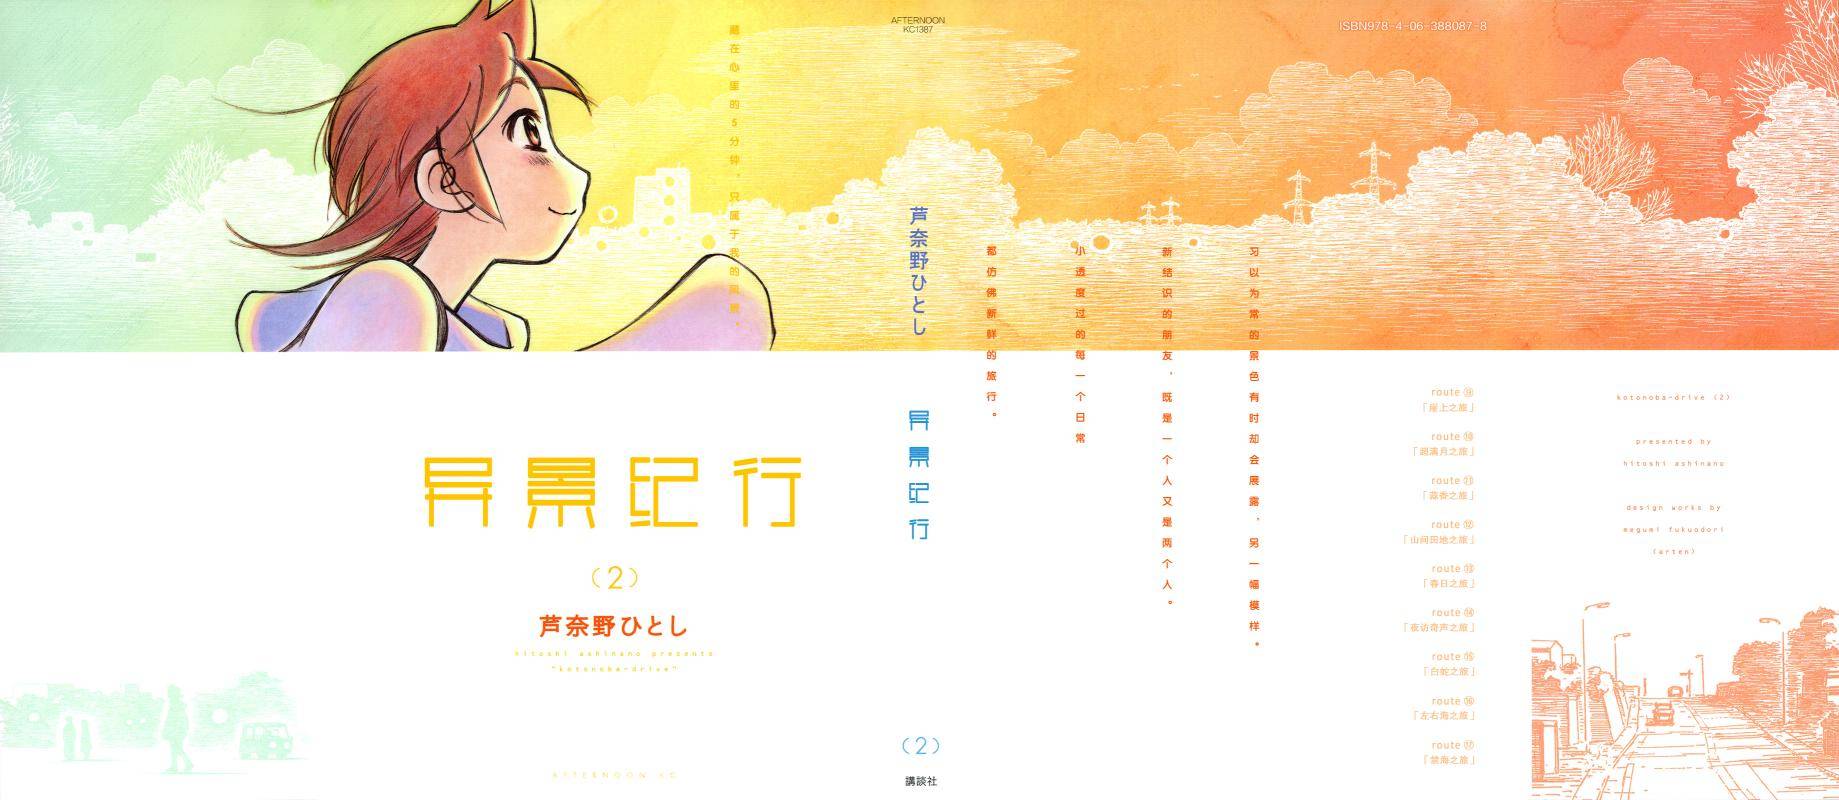 藏在心里的5分钟，只属于我的风景。
异景纪行
（2）
芦奈野ひとし
hitoshi ashinano presents
"kotonoba-drive"
AFTERNOON KC
AFTERNOON
KC1387
芦奈野ひとし
异景纪行
（2）
講談社
ISBN978-4-06-388087-8
习以为常的景色有时却会展露，另一幅模样。
新结识的朋友，既是一个人又是两个人。
小透度过的每一个日常
都仿佛新鲜的旅行。
route ⑨
「崖上之旅」
route ⑩
「超满月之旅」
route ⑪
「蒜香之旅」
route ⑫
「山间田地之旅」
route ⑬
「春日之旅」
route ⑭
「夜访奇声之旅」
route ⑮
「白蛇之旅」
route ⑯
「左右海之旅」
route ⑰
「禁海之旅」
kotonoba-drive (2)
presented by
hitoshi ashinano
design works by
megumi fukuodori
(arten)